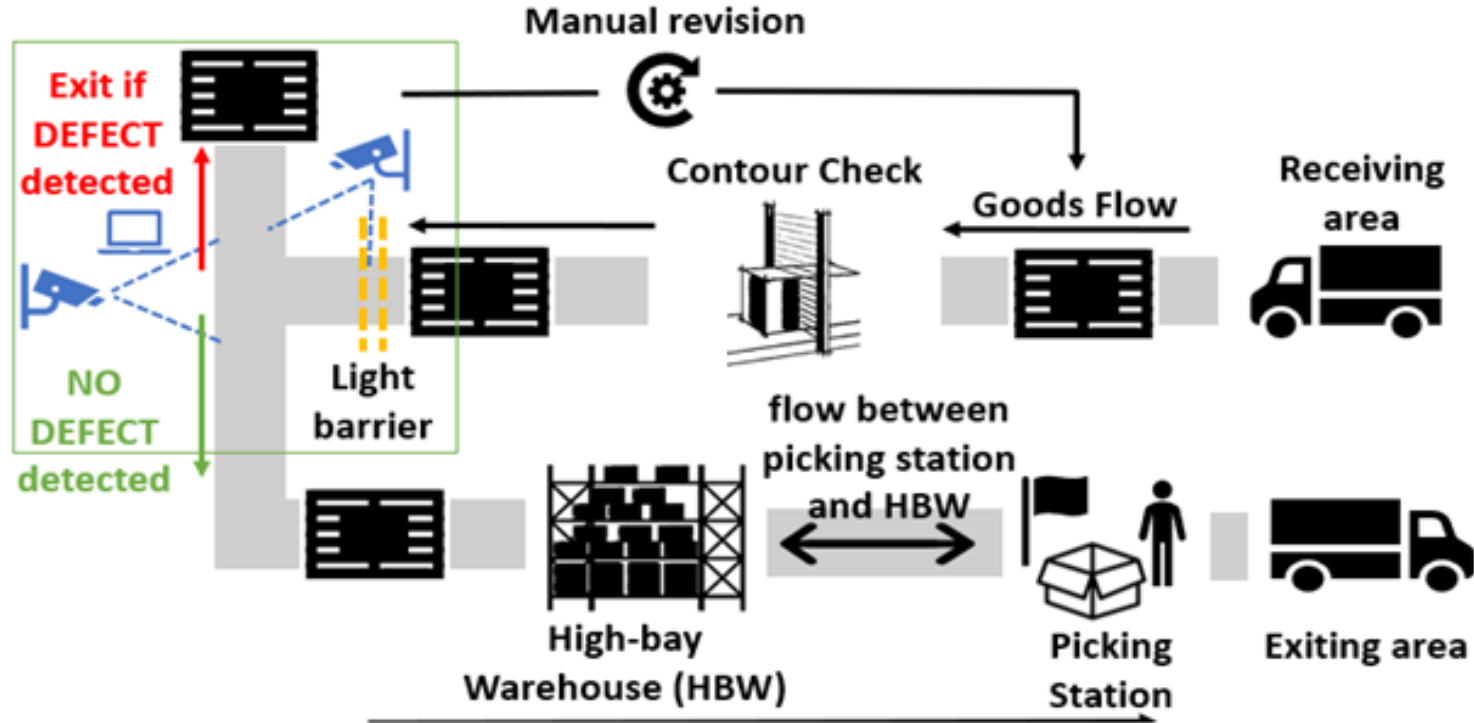 Manual revision
Exit if
DEFECT
detected
Contour Check
Goods Flow
Receiving
area
Light
barrier
NO
DEFECT
detected
flow between
picking station
and HBW
High-bay
Warehouse (HBW)
Picking
Station
Exiting area